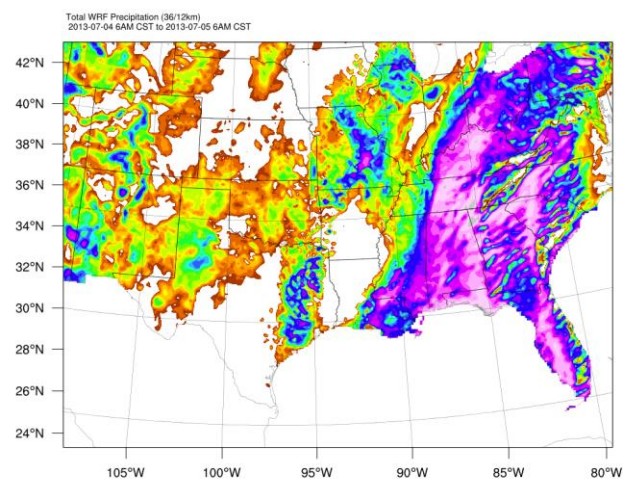 Total WRF Precipitation (36/12km)
2013-07-04 6AM CST to 2013-07-05 6AM CST
42°N
40°N
38°N
36°N
34°N
32°N
30°N
28°N
26°N
24°N
105°W 100°W 95°W 90°W 85°W 80°W